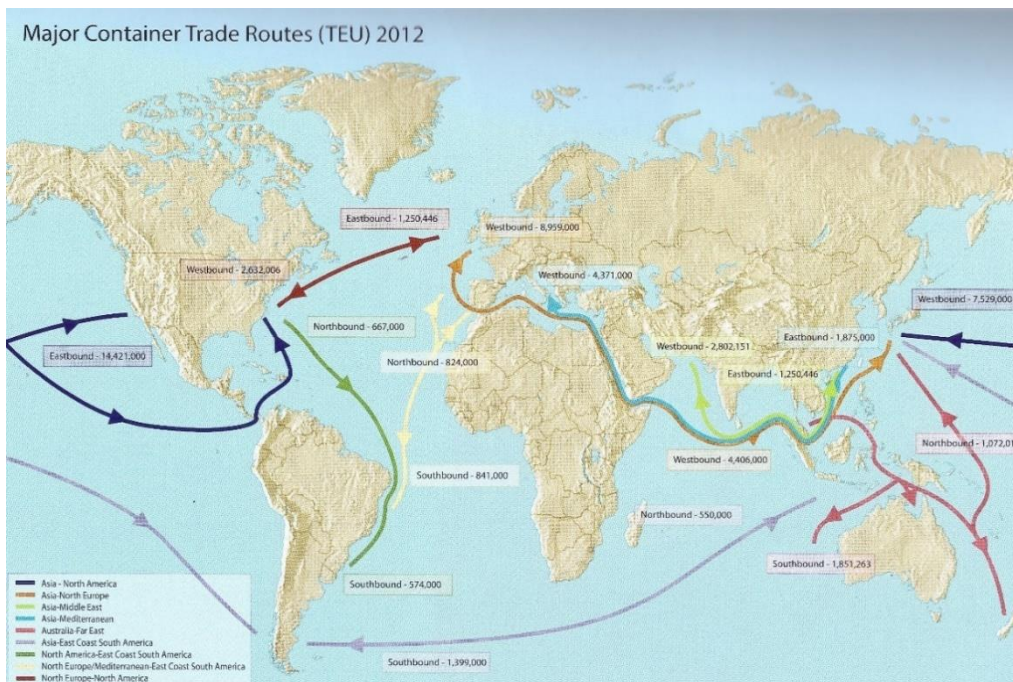 Major Container Trade Routes (TEU) 2012
Eastbound - 1,250,446
Westbound - 8,959,000
Westbound - 2,632,006
Westbound - 4,371,000
Westbound - 7,529,000
Northbound - 667,000
Eastbound - 1,875,000
Westbound - 2,802,151
Eastbound - 14,421,000
Northbound - 824,000
Eastbound - 1,250,446
Northbound - 1,072,01
Westbound - 4,406,000
Southbound - 841,000
Northbound - 550,000
Southbound - 1,851,263
Southbound - 574,000
Southbound - 1,399,000
Asia - North America
Asia-North Europe
Asia-Middle East
Asia-Mediterranean
Australia-Far East
Asia-East Coast South America
North America-East Coast South America
North Europe/Mediterranean-East Coast South America
North Europe-North America